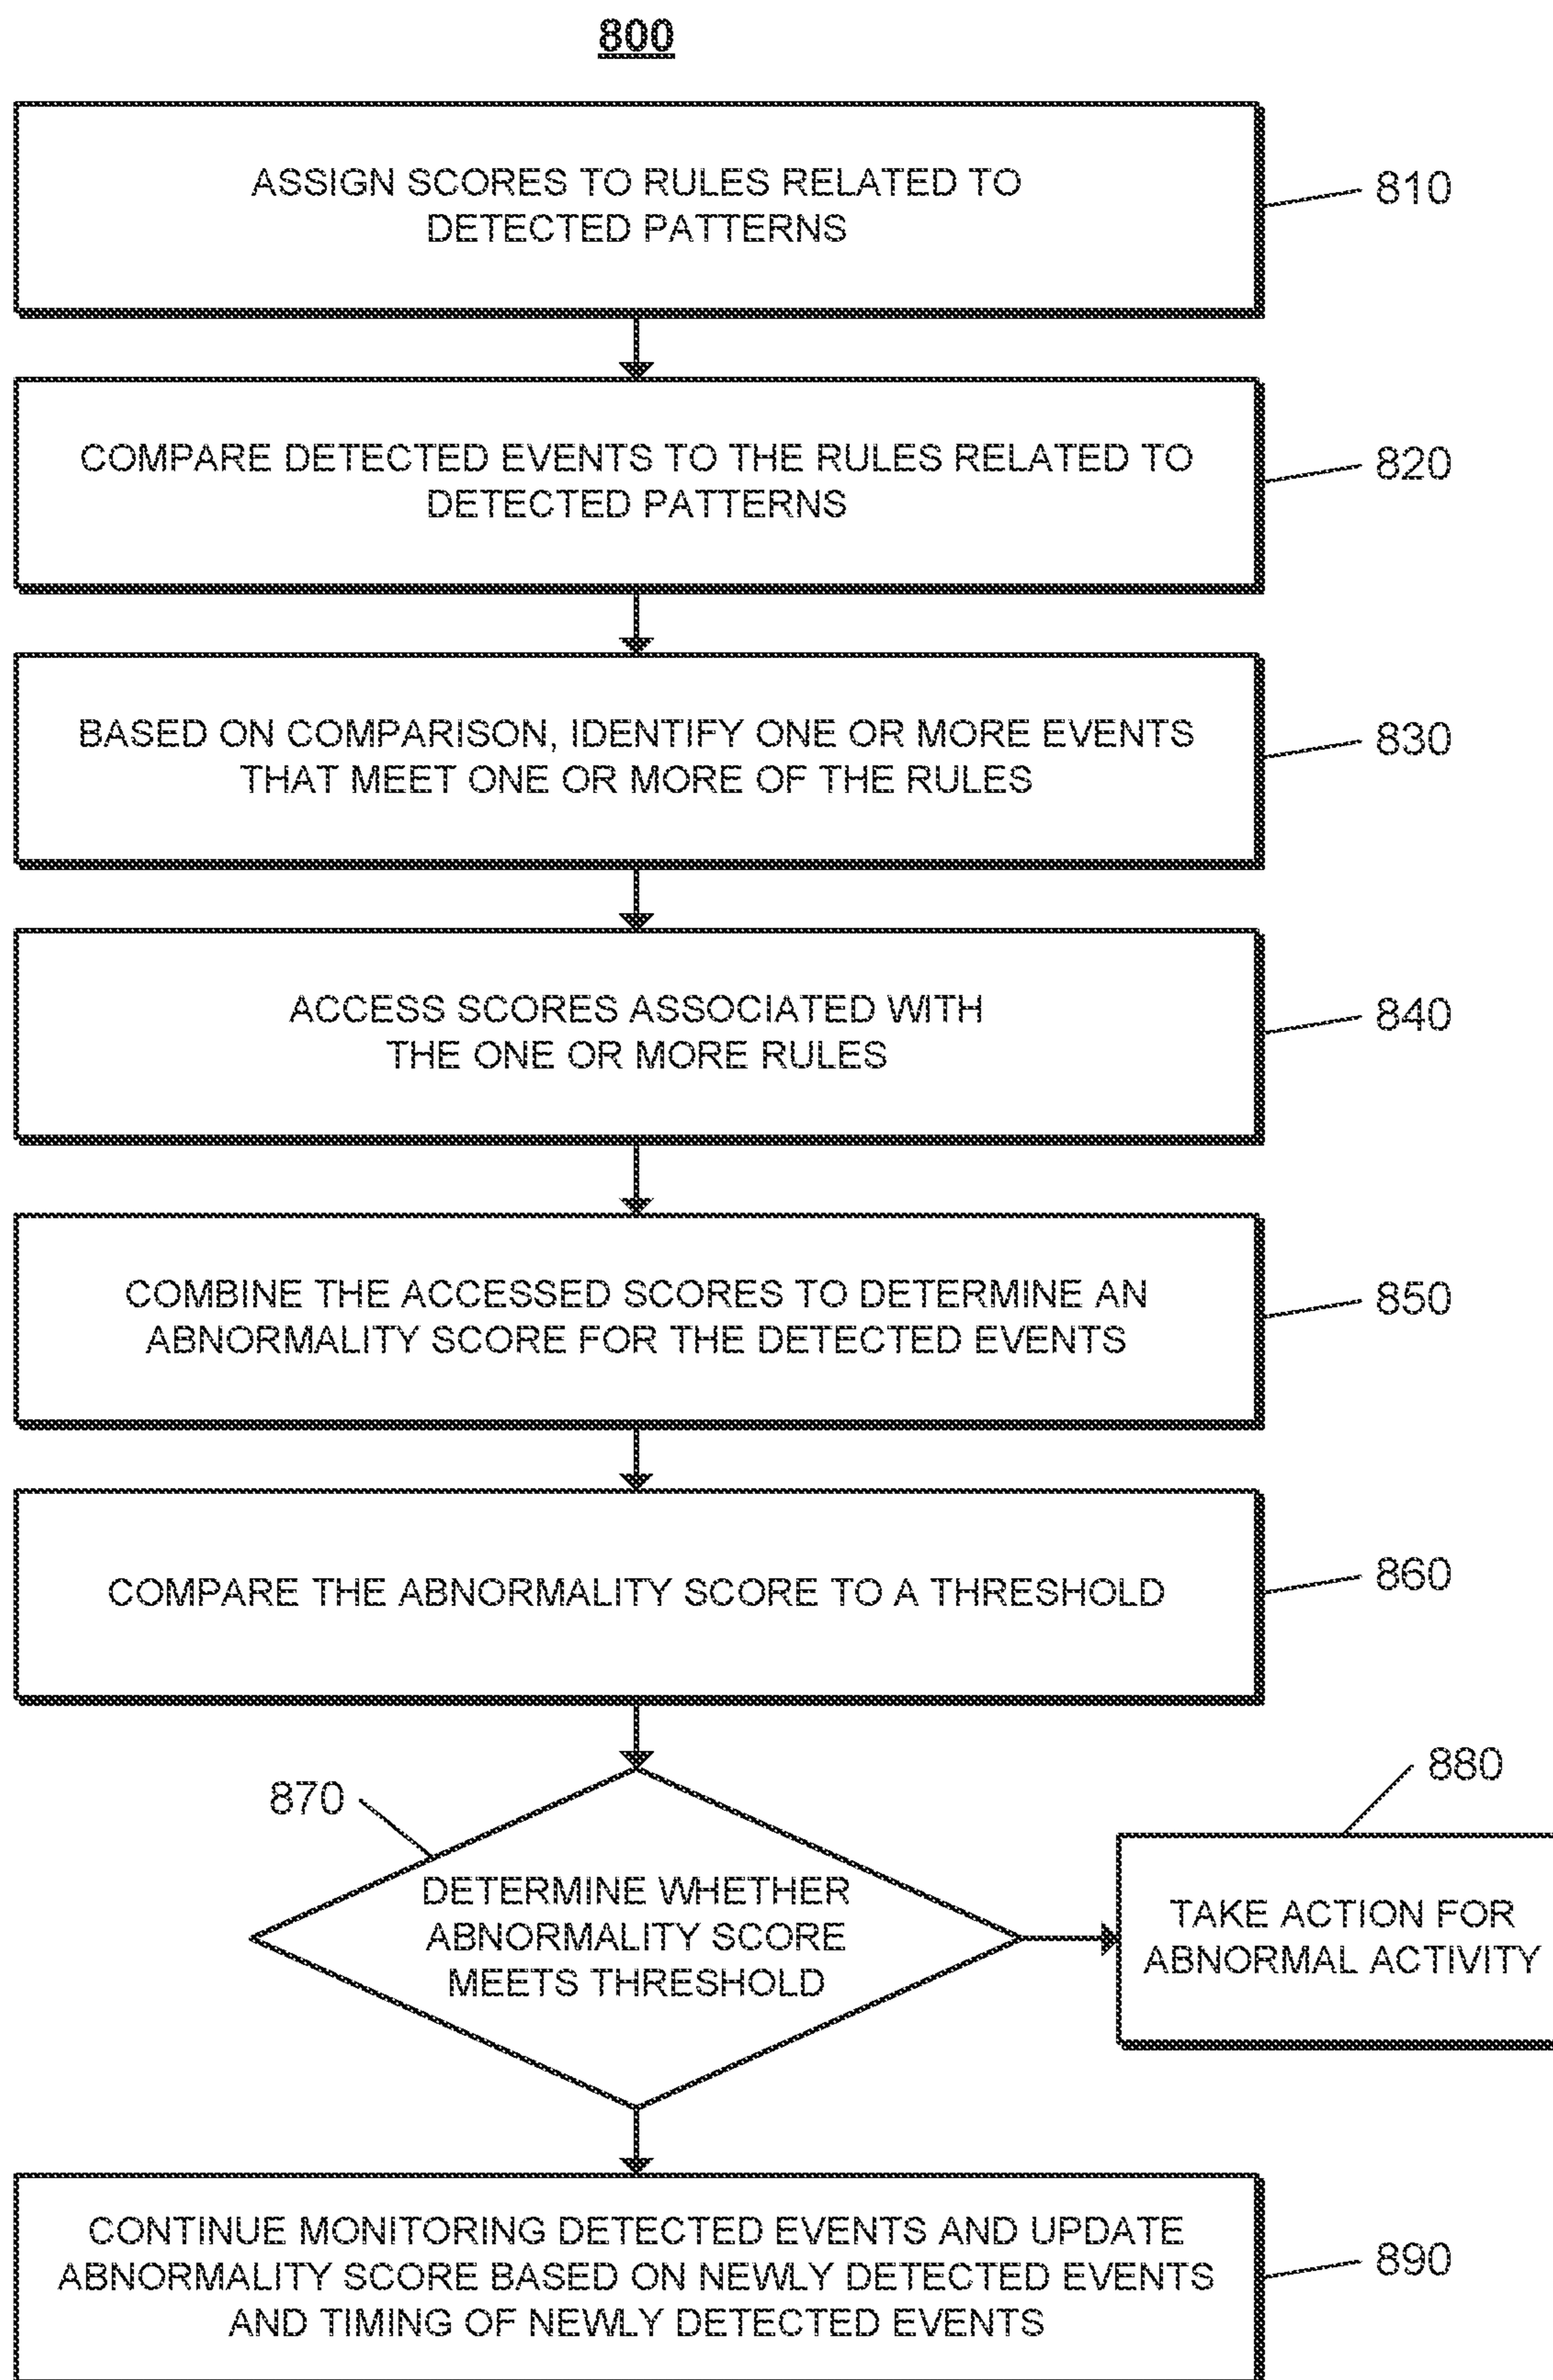 800
ASSIGN SCORES TO RULES RELATED TO
DETECTED PATTERNS
810
COMPARE DETECTED EVENTS TO THE RULES RELATED TO
DETECTED PATTERNS
820
BASED ON COMPARISON, IDENTIFY ONE OR MORE EVENTS
THAT MEET ONE OR MORE OF THE RULES
830
ACCESS SCORES ASSOCIATED WITH
THE ONE OR MORE RULES
840
COMBINE THE ACCESSED SCORES TO DETERMINE AN
ABNORMALITY SCORE FOR THE DETECTED EVENTS
850
COMPARE THE ABNORMALITY SCORE TO A THRESHOLD
860
870
DETERMINE WHETHER
ABNORMALITY SCORE
MEETS THRESHOLD
880
TAKE ACTION FOR
ABNORMAL ACTIVITY
CONTINUE MONITORING DETECTED EVENTS AND UPDATE
ABNORMALITY SCORE BASED ON NEWLY DETECTED EVENTS
AND TIMING OF NEWLY DETECTED EVENTS
890